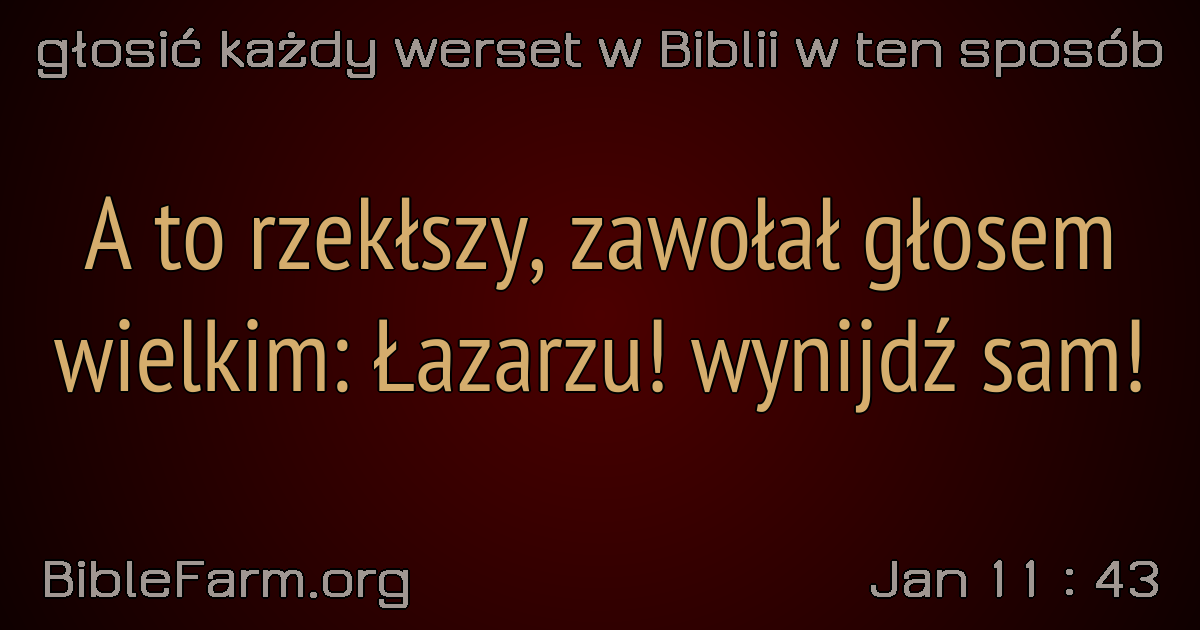 głosić każdy werset w Biblii w ten sposób
A to rzekłszy, zawołał głosem
wielkim: Łazarzu! wynijdź sam!
BibleFarm.org
Jan 11 : 43